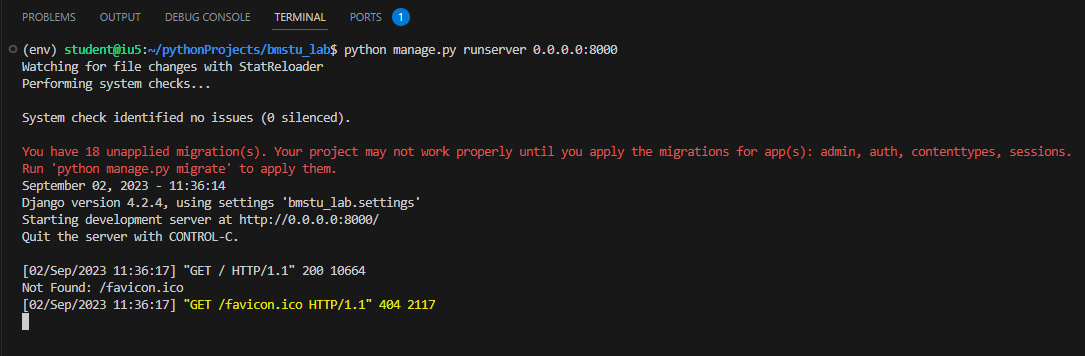 PROBLEMS OUTPUT DEBUG CONSOLE TERMINAL PORTS 1
(env) student@iu5:~/pythonProjects/bmstu_lab$ python manage.py runserver 0.0.0.0:8000
Watching for file changes with StatReloader
Performing system checks...
System check identified no issues (0 silenced).
You have 18 unapplied migration(s). Your project may not work properly until you apply the migrations for app(s): admin, auth, contenttypes, sessions.
Run 'python manage.py migrate' to apply them.
September 02, 2023 - 11:36:14
Django version 4.2.4, using settings 'bmstu_lab.settings'
Starting development server at http://0.0.0.0:8000/
Quit the server with CONTROL-C.
[02/Sep/2023 11:36:17] "GET / HTTP/1.1" 200 10664
Not Found: /favicon.ico
[02/Sep/2023 11:36:17] "GET /favicon.ico HTTP/1.1" 404 2117